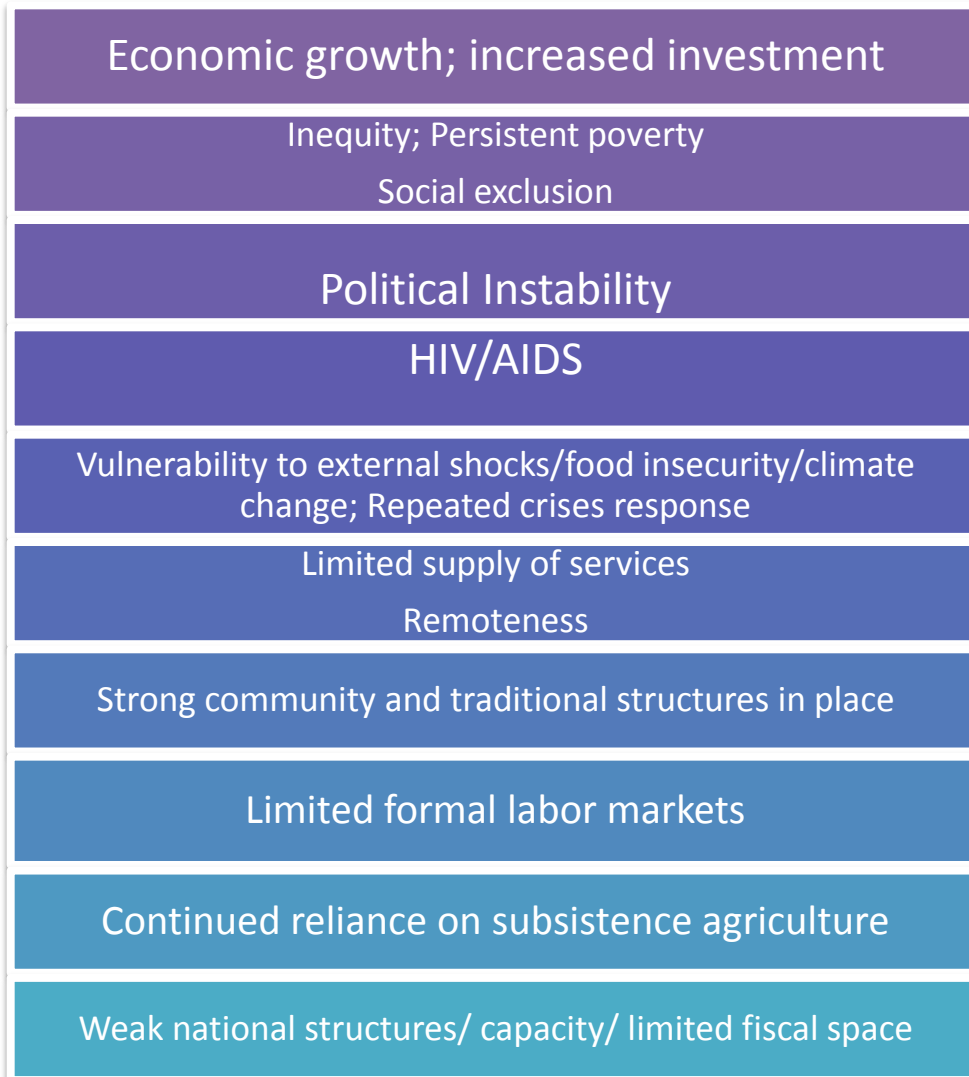 Economic growth; increased investment
Inequity; Persistent poverty
Social exclusion
Political Instability
HIV/AIDS
Vulnerability to external shocks/food insecurity/climate
change; Repeated crises response
Limited supply of services
Remoteness
Strong community and traditional structures in place
Limited formal labor markets
Continued reliance on subsistence agriculture
Weak national structures/ capacity/ limited fiscal space